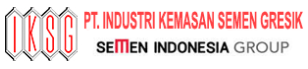 IKSG PT. INDUSTRI KEMASAN SEMEN GRESIK
SEMEN INDONESIA GROUP